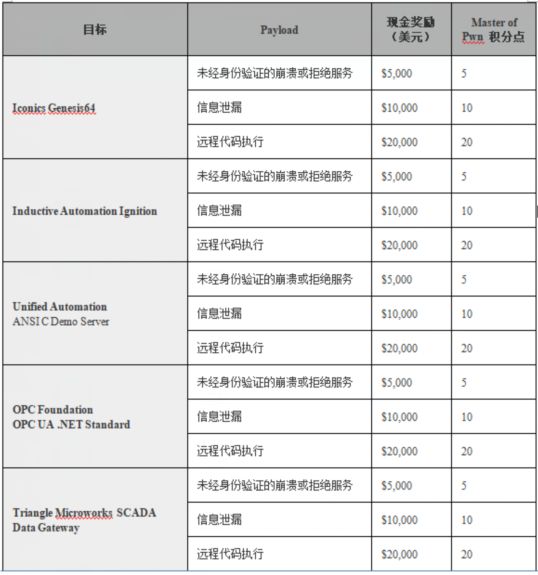 目标 Payload 现金奖励（美元） Master of Pwn 积分点
Iconics Genesis64
未经身份验证的崩溃或拒绝服务 $5,000 5
信息泄漏 $10,000 10
远程代码执行 $20,000 20
Inductive Automation Ignition
未经身份验证的崩溃或拒绝服务 $5,000 5
信息泄漏 $10,000 10
远程代码执行 $20,000 20
Unified Automation
ANSI C Demo Server
未经身份验证的崩溃或拒绝服务 $5,000 5
信息泄漏 $10,000 10
远程代码执行 $20,000 20
OPC Foundation
OPC UA .NET Standard
未经身份验证的崩溃或拒绝服务 $5,000 5
信息泄漏 $10,000 10
远程代码执行 $20,000 20
Triangle Microworks SCADA
Data Gateway
未经身份验证的崩溃或拒绝服务 $5,000 5
信息泄漏 $10,000 10
远程代码执行 $20,000 20